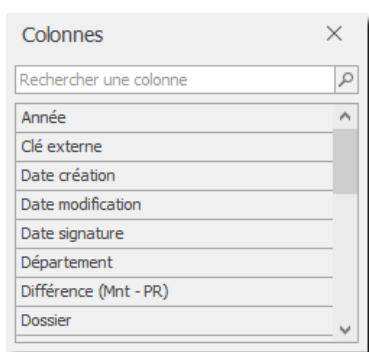 Colonnes
Rechercher une colonne
Année
Clé externe
Date création
Date modification
Date signature
Département
Différence (Mnt - PR)
Dossier